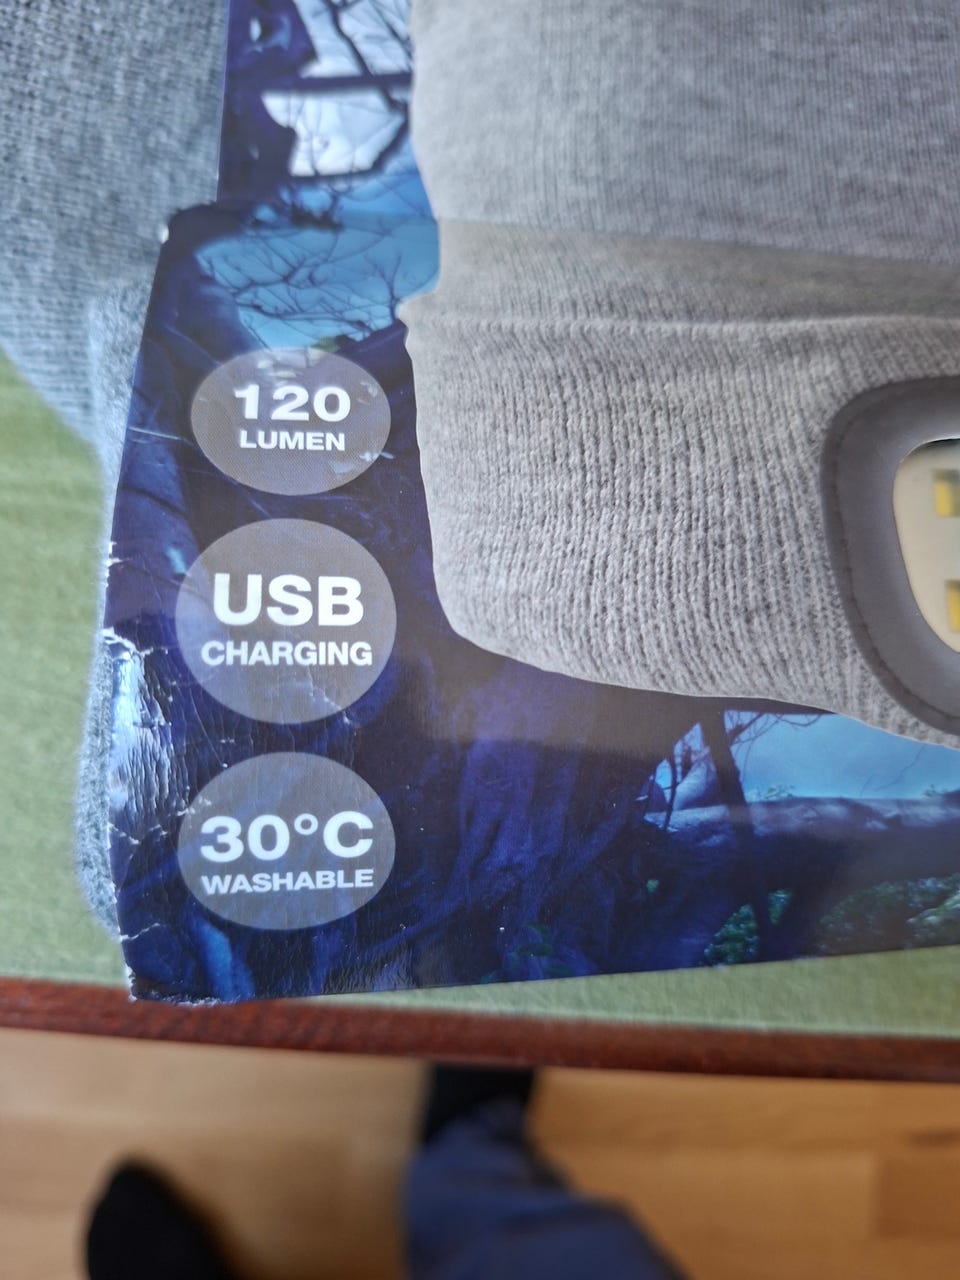 120
LUMEN
USB
CHARGING
30°C
WASHABLE